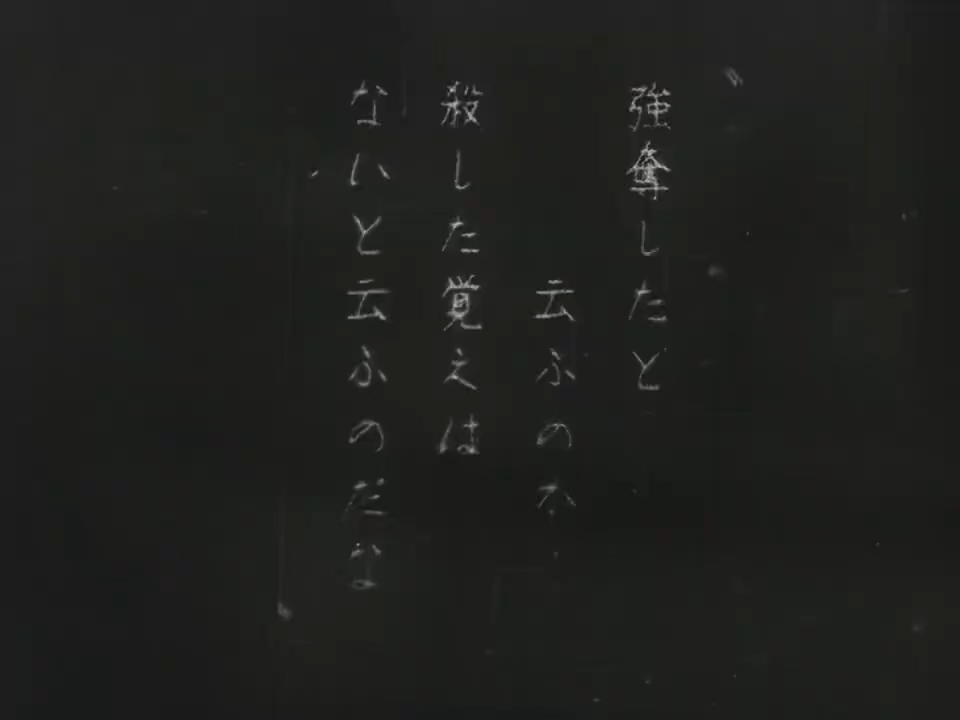 強奪したと
云ふのか
殺した覚えは
ないと云ふのだな